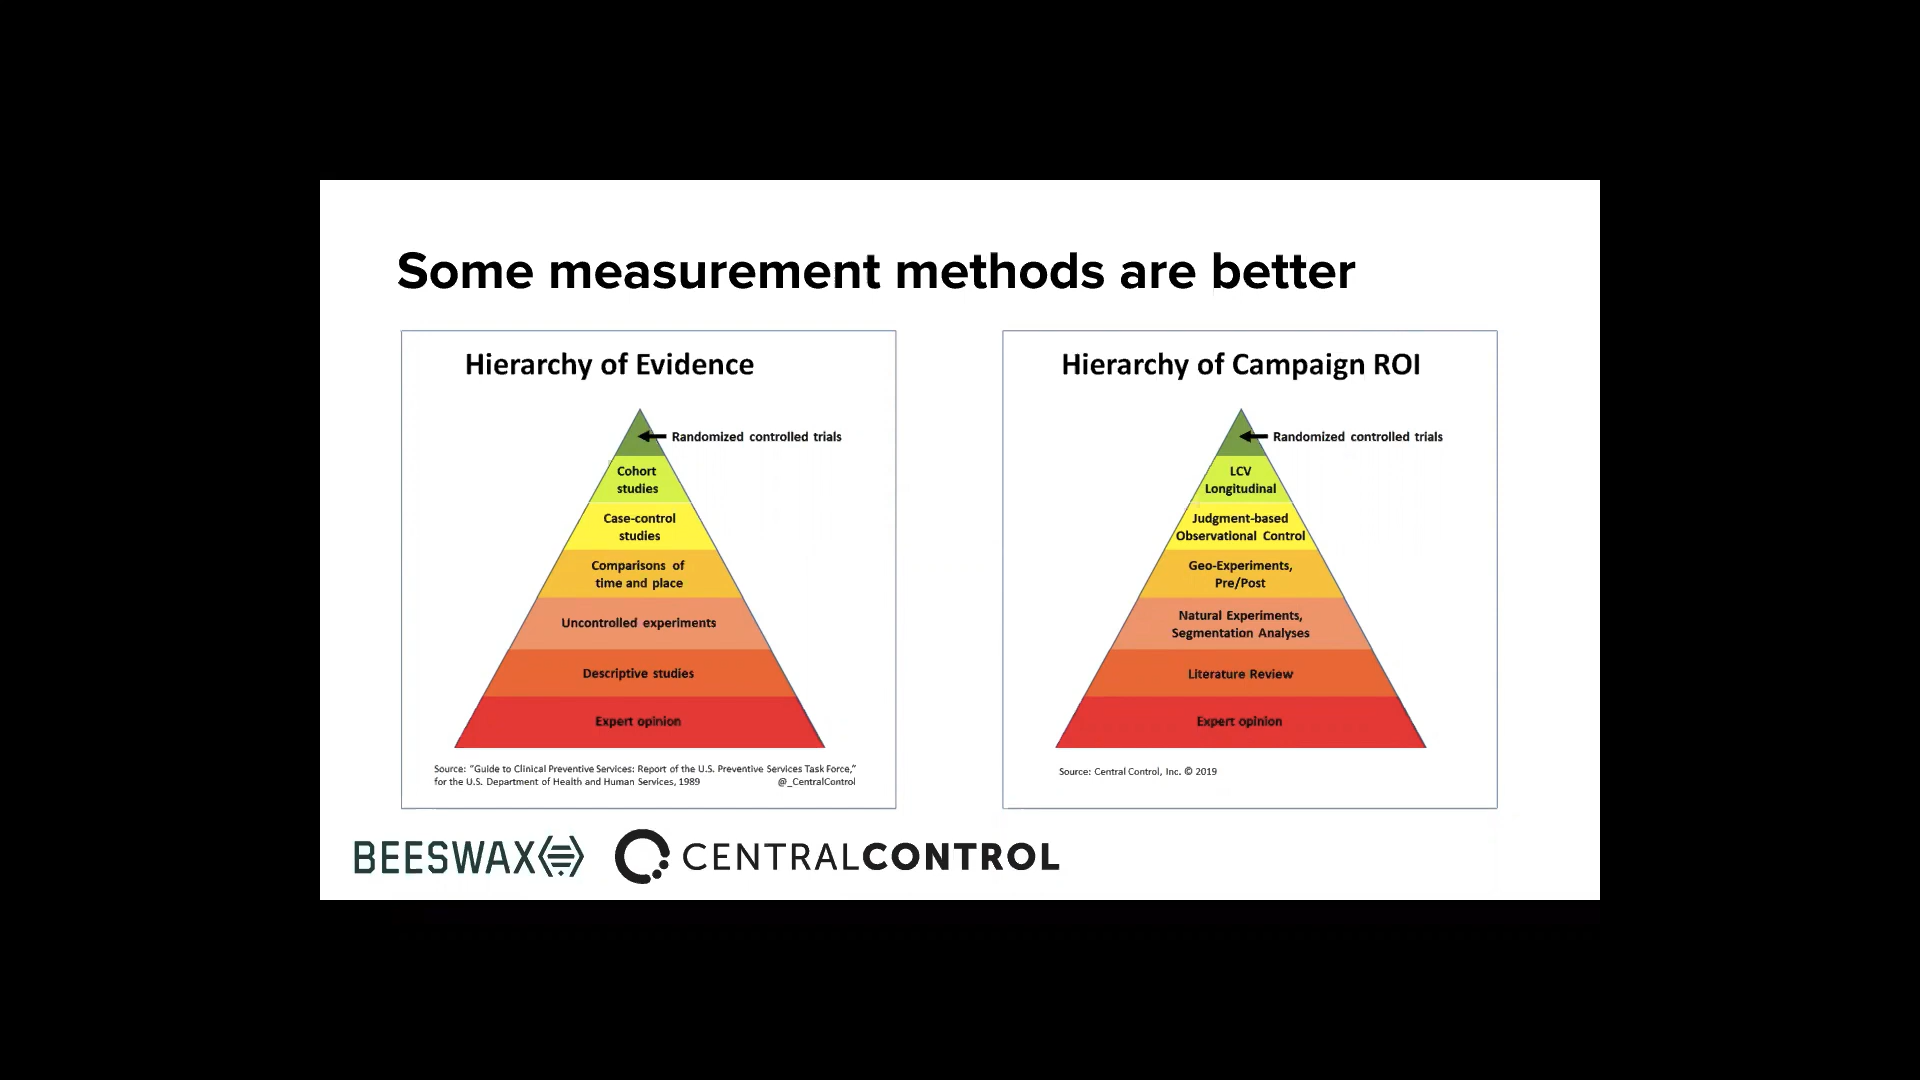 Some measurement methods are better
Hierarchy of Evidence
Randomized controlled trials
Cohort
studies
Case-control
studies
Comparisons of
time and place
Uncontrolled experiments
Descriptive studies
Expert opinion
Source: "Guide to Clinical Preventive Services: Report of the U.S. Preventive Services Task Force,"
for the U.S. Department of Health and Human Services, 1989 @_CentralControl
Hierarchy of Campaign ROI
Randomized controlled trials
LCV
Longitudinal
Judgment-based
Observational Control
Geo-Experiments,
Pre/Post
Natural Experiments,
Segmentation Analyses
Literature Review
Expert opinion
Source: Central Control, Inc. © 2019
BEESWAX
CENTRALCONTROL